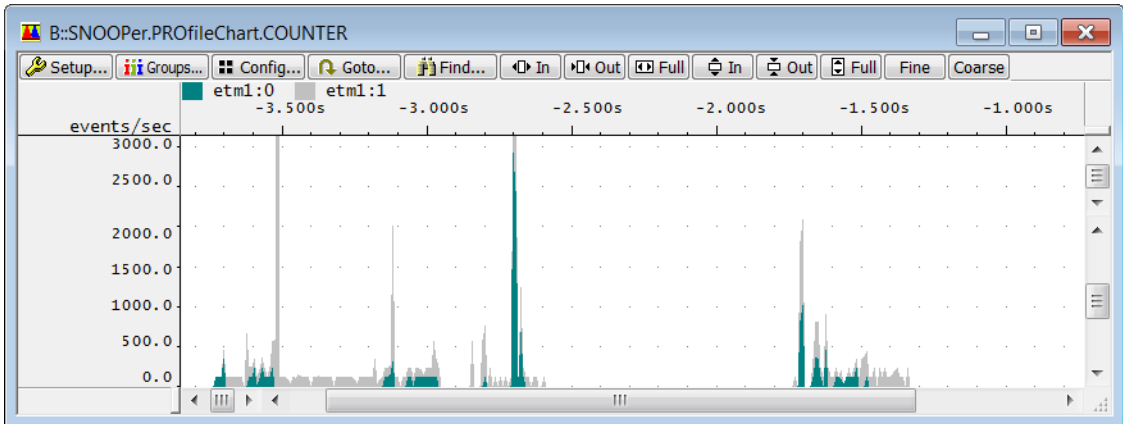 B::SNOOPer.PROfileChart.COUNTER
Setup... Groups... Config... Goto... Find... In Out Full In Out Full Fine Coarse
etm1:0 etm1:1
-3.500s -3.000s -2.500s -2.000s -1.500s -1.000s
events/sec
3000.0
2500.0
2000.0
1500.0
1000.0
500.0
0.0